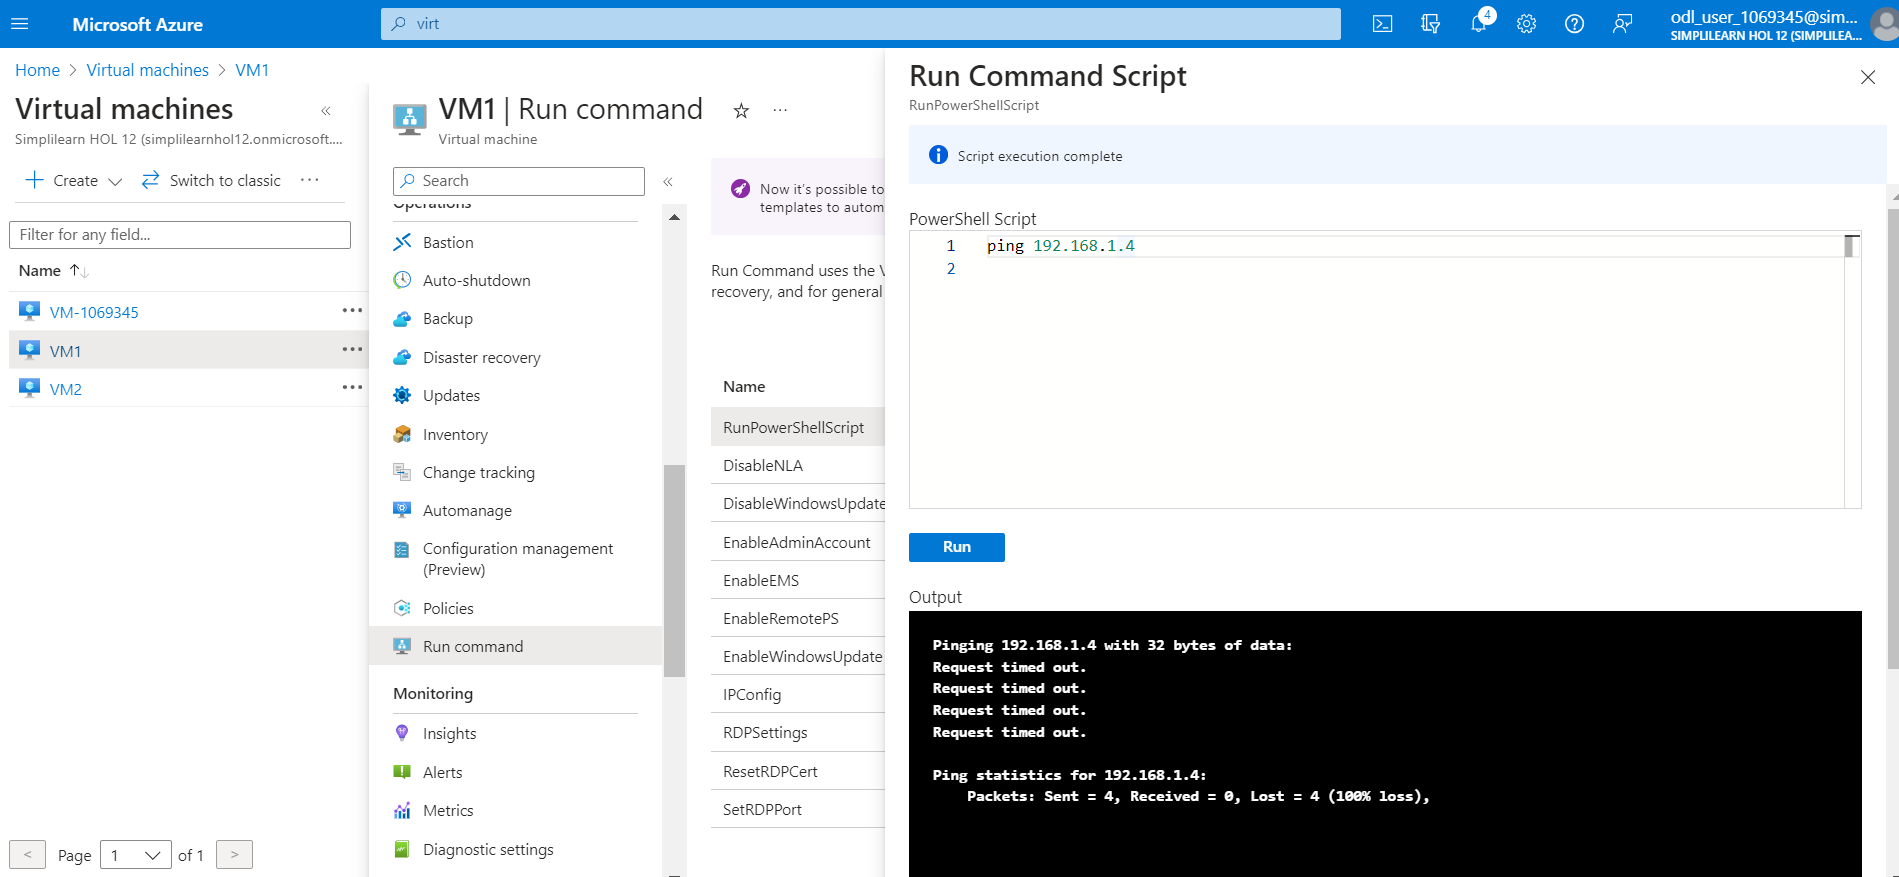 Microsoft Azure
virt
4
odl_user_1069345@sim...
SIMPLILEARN HOL 12 (SIMPLILEA...
Home > Virtual machines > VM1
Virtual machines
Simplilearn HOL 12 (simplilearnhol12.onmicrosoft....
Create
Switch to classic
Filter for any field...
Name
VM-1069345
VM1
VM2
< Page 1 of 1 >
VM1 | Run command
Virtual machine
Search
Operations
Bastion
Auto-shutdown
Backup
Disaster recovery
Updates
Inventory
Change tracking
Automanage
Configuration management
(Preview)
Policies
Run command
Monitoring
Insights
Alerts
Metrics
Diagnostic settings
Now it's possible to
templates to autom
Run Command uses the V
recovery, and for general
Name
RunPowerShellScript
DisableNLA
DisableWindowsUpdate
EnableAdminAccount
EnableEMS
EnableRemotePS
EnableWindowsUpdate
IPConfig
RDPSettings
ResetRDPCert
SetRDPPort
Run Command Script
RunPowerShellScript
Script execution complete
PowerShell Script
1 ping 192.168.1.4
2
Run
Output
Pinging 192.168.1.4 with 32 bytes of data:
Request timed out.
Request timed out.
Request timed out.
Request timed out.
Ping statistics for 192.168.1.4:
Packets: Sent = 4, Received = 0, Lost = 4 (100% loss),